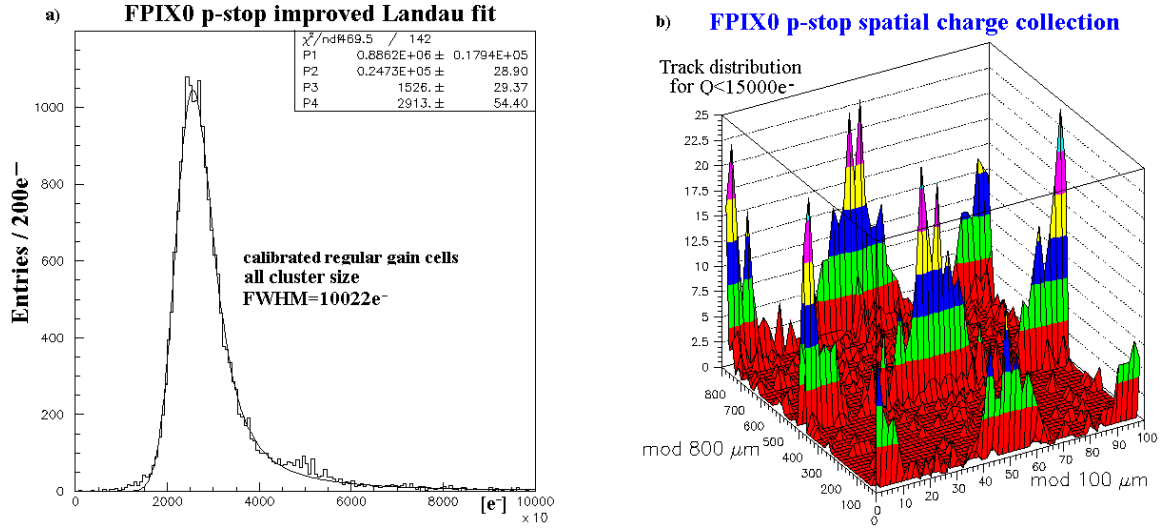 a)
FPIX0 p-stop improved Landau fit
χ²/ndf469.5 / 142
P1 0.8862E+06 ± 0.1794E+05
P2 0.2473E+05 ± 28.90
P3 1526. ± 29.37
P4 2913. ± 54.40
Entries / 200e⁻
1000
800
600
400
200
0
calibrated regular gain cells
all cluster size
FWHM=10022e⁻
0 2000 4000 6000 8000 10000
[e⁻]
x 10
b)
FPIX0 p-stop spatial charge collection
Track distribution
for Q<15000e⁻
25
22.5
20
17.5
15
12.5
10
7.5
5
2.5
0
800
700
600
500
400
300
200
100
0
mod 800 μm
0 10 20 30 40 50 60 70 80 90 100
mod 100 μm